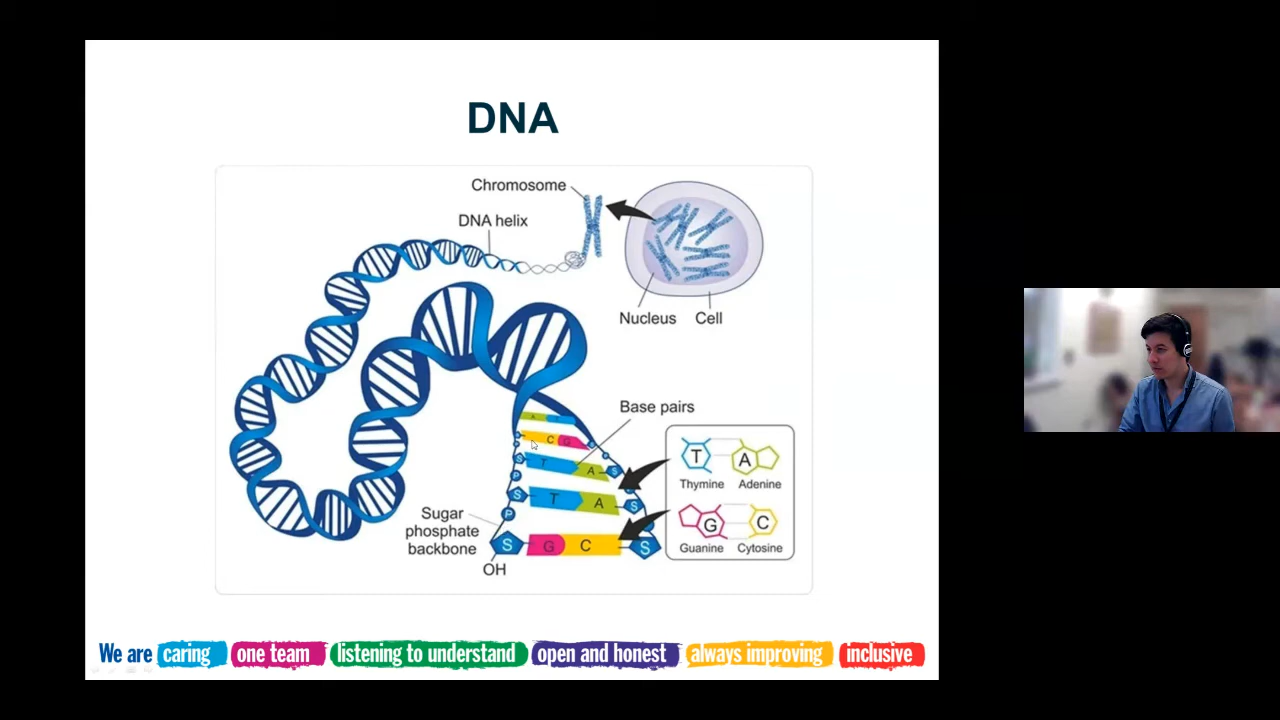 DNA
Chromosome
DNA helix
Nucleus Cell
Base pairs
A T
C G
S T A S
P
S T A S
P
T A
Thymine Adenine
G C
Guanine Cytosine
Sugar
phosphate
backbone
S G C S
OH
We are caring one team listening to understand open and honest always improving inclusive